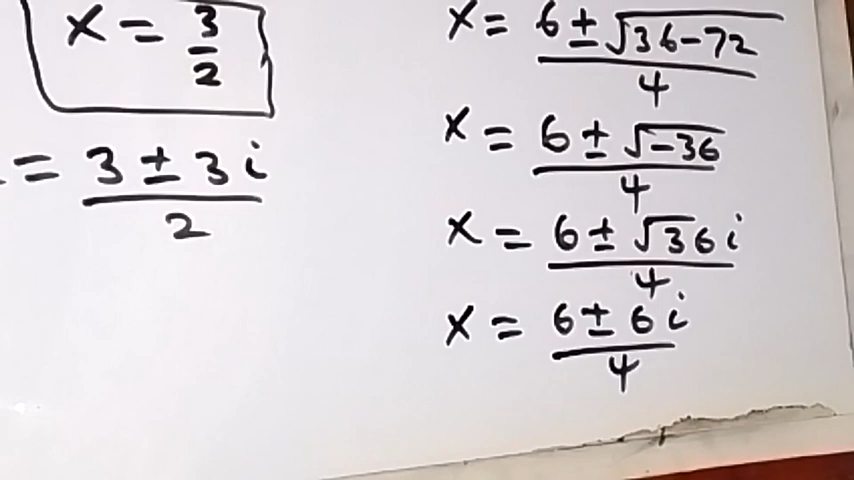 x = 3/2
= 3 ± 3i / 2
x = 6 ± √36-72 / 4
x = 6 ± √-36 / 4
x = 6 ± √36 i / 4
x = 6 ± 6i / 4